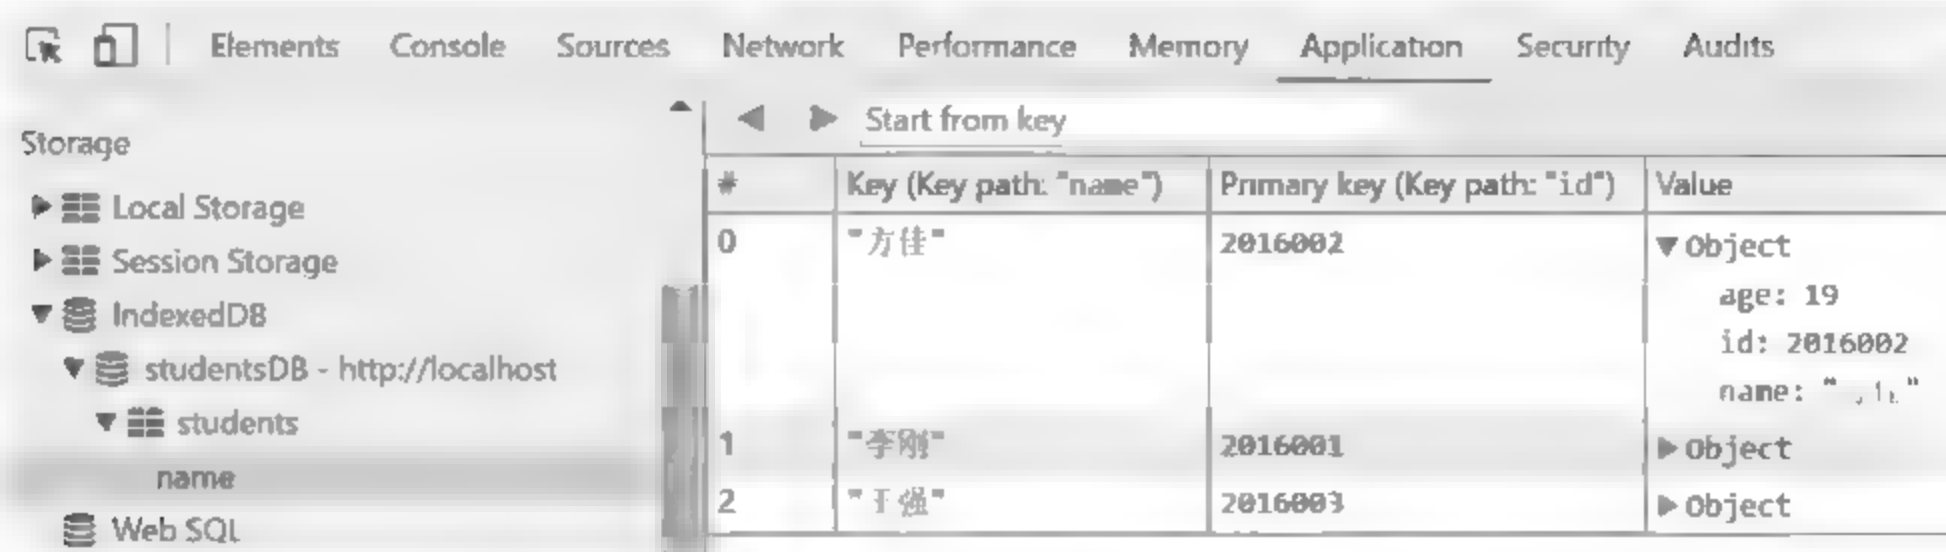 Elements Console Sources Network Performance Memory Application Security Audits
Start from key
Storage
Local Storage
Session Storage
IndexedDB
studentsDB - http://localhost
students
name
Web SQL
# Key (Key path: "name") Primary key (Key path: "id") Value
0 "方佳" 2016002 Object
age: 19
id: 2016002
name: "
1 "李刚" 2016001 Object
2 "强" 2016003 Object